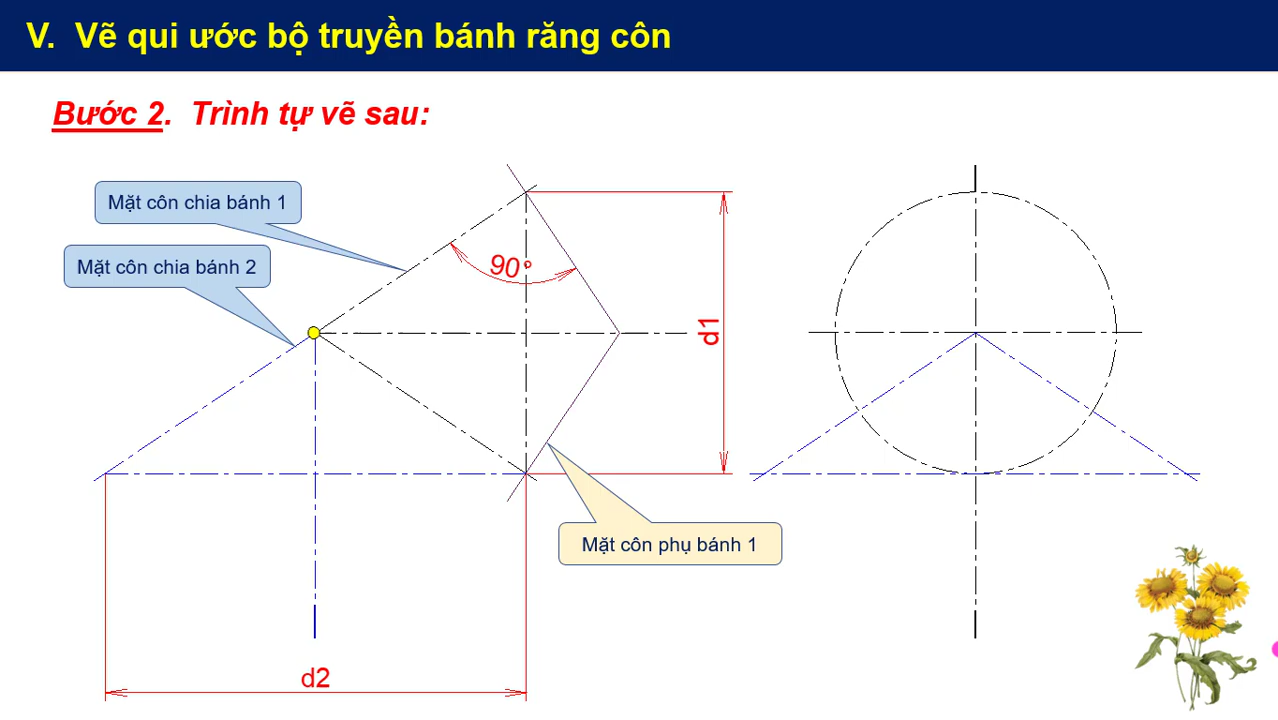 V. Vẽ qui ước bộ truyền bánh răng côn
Bước 2. Trình tự vẽ sau:
Mặt côn chia bánh 1
Mặt côn chia bánh 2
90°
d1
Mặt côn phụ bánh 1
d2